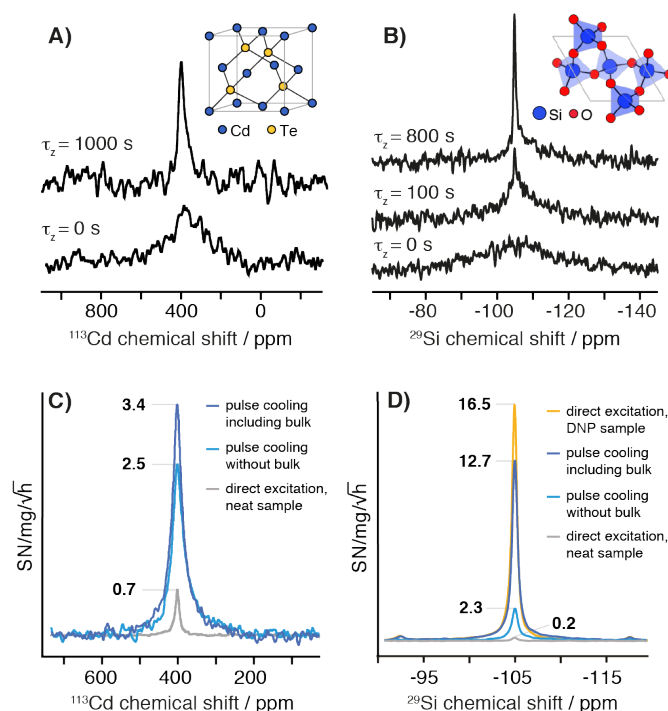 A)
Cd Te
τz = 1000 s
τz = 0 s
800 400 0
¹¹³Cd chemical shift / ppm
B)
Si O
τz = 800 s
τz = 100 s
τz = 0 s
-80 -100 -120 -140
²⁹Si chemical shift / ppm
C)
3.4
2.5
0.7
pulse cooling
including bulk
pulse cooling
without bulk
direct excitation,
neat sample
SN/mg/√h
600 400 200
¹¹³Cd chemical shift / ppm
D)
16.5
12.7
2.3
0.2
direct excitation,
DNP sample
pulse cooling
including bulk
pulse cooling
without bulk
direct excitation,
neat sample
SN/mg/√h
-95 -105 -115
²⁹Si chemical shift / ppm